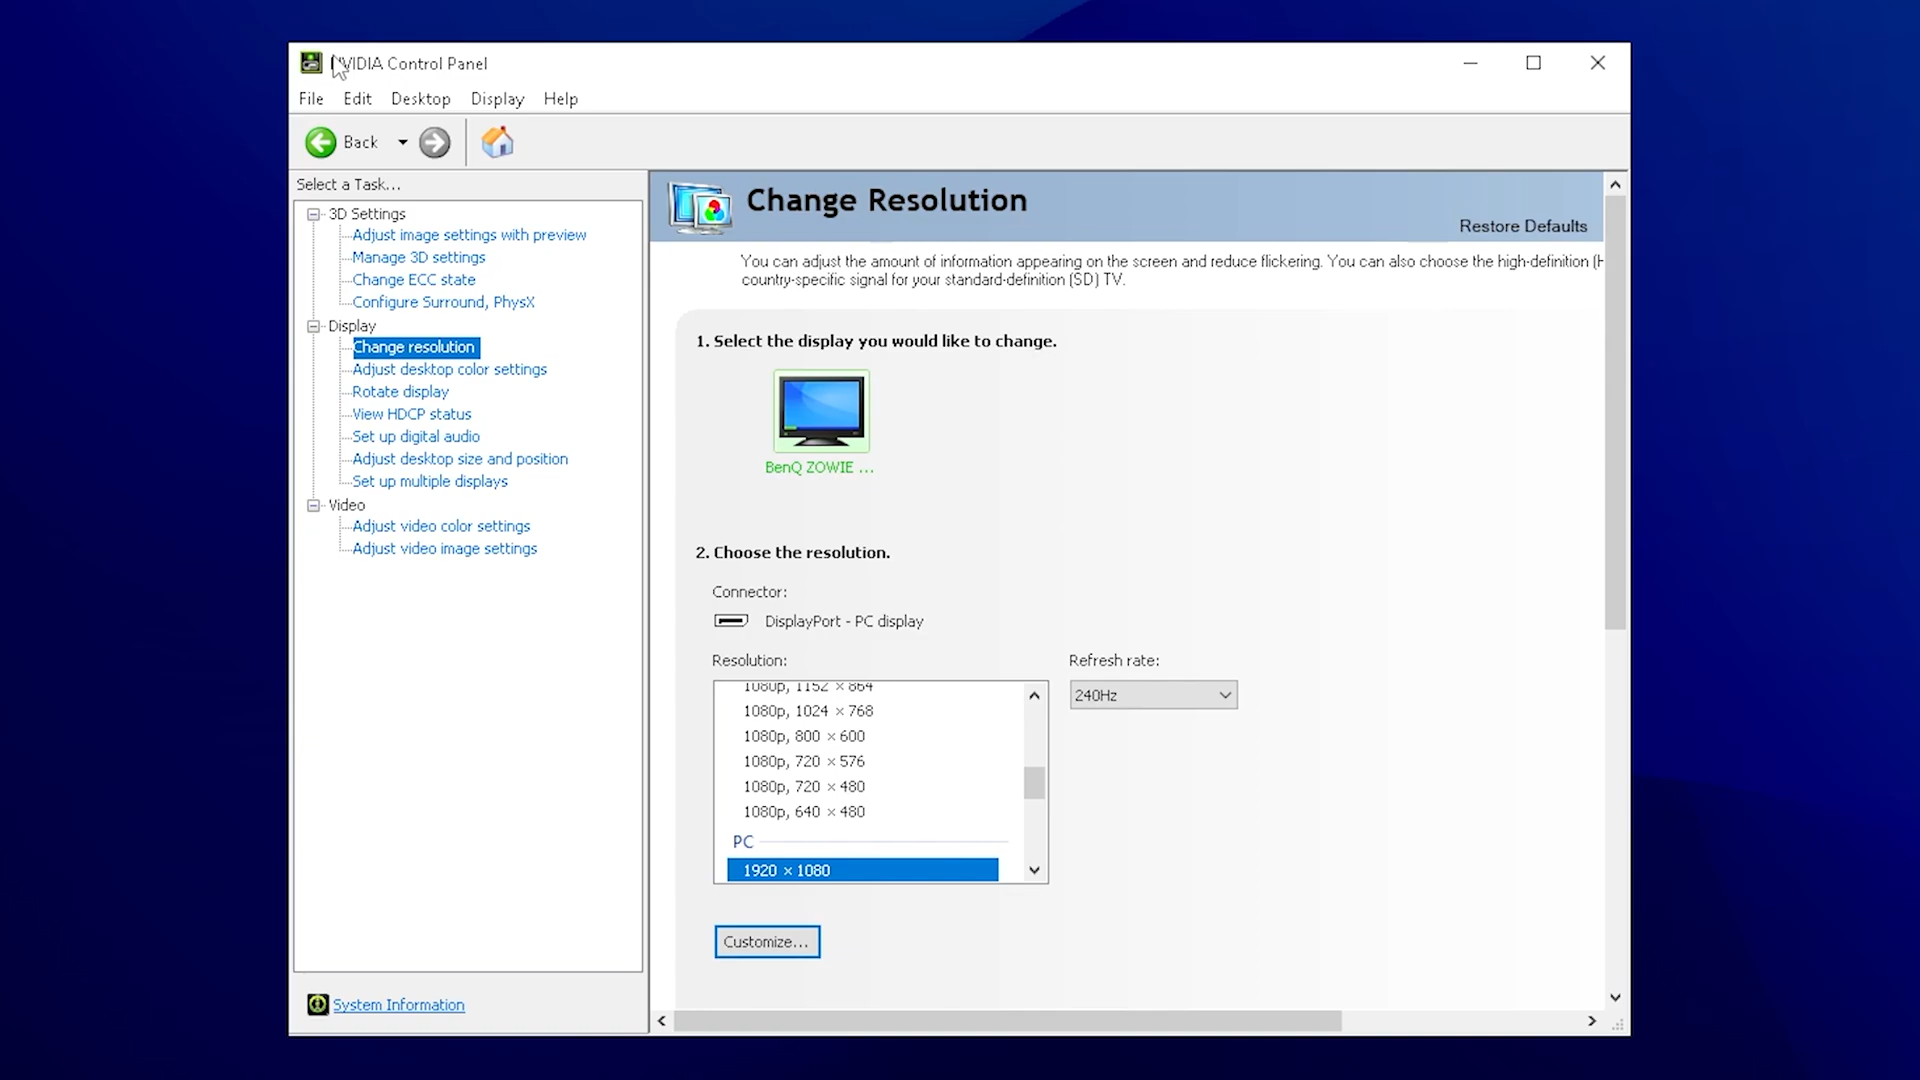 NVIDIA Control Panel
File Edit Desktop Display Help
Back
Select a Task...
3D Settings
Adjust image settings with preview
Manage 3D settings
Change ECC state
Configure Surround, PhysX
Display
Change resolution
Adjust desktop color settings
Rotate display
View HDCP status
Set up digital audio
Adjust desktop size and position
Set up multiple displays
Video
Adjust video color settings
Adjust video image settings
System Information
Change Resolution
Restore Defaults
You can adjust the amount of information appearing on the screen and reduce flickering. You can also choose the high-definition (H
country-specific signal for your standard-definition (SD) TV.
1. Select the display you would like to change.
BenQ ZOWIE ...
2. Choose the resolution.
Connector:
DisplayPort - PC display
Resolution:
Refresh rate:
1080p, 1152 × 864
240Hz
1080p, 1024 × 768
1080p, 800 × 600
1080p, 720 × 576
1080p, 720 × 480
1080p, 640 × 480
PC
1920 × 1080
Customize...